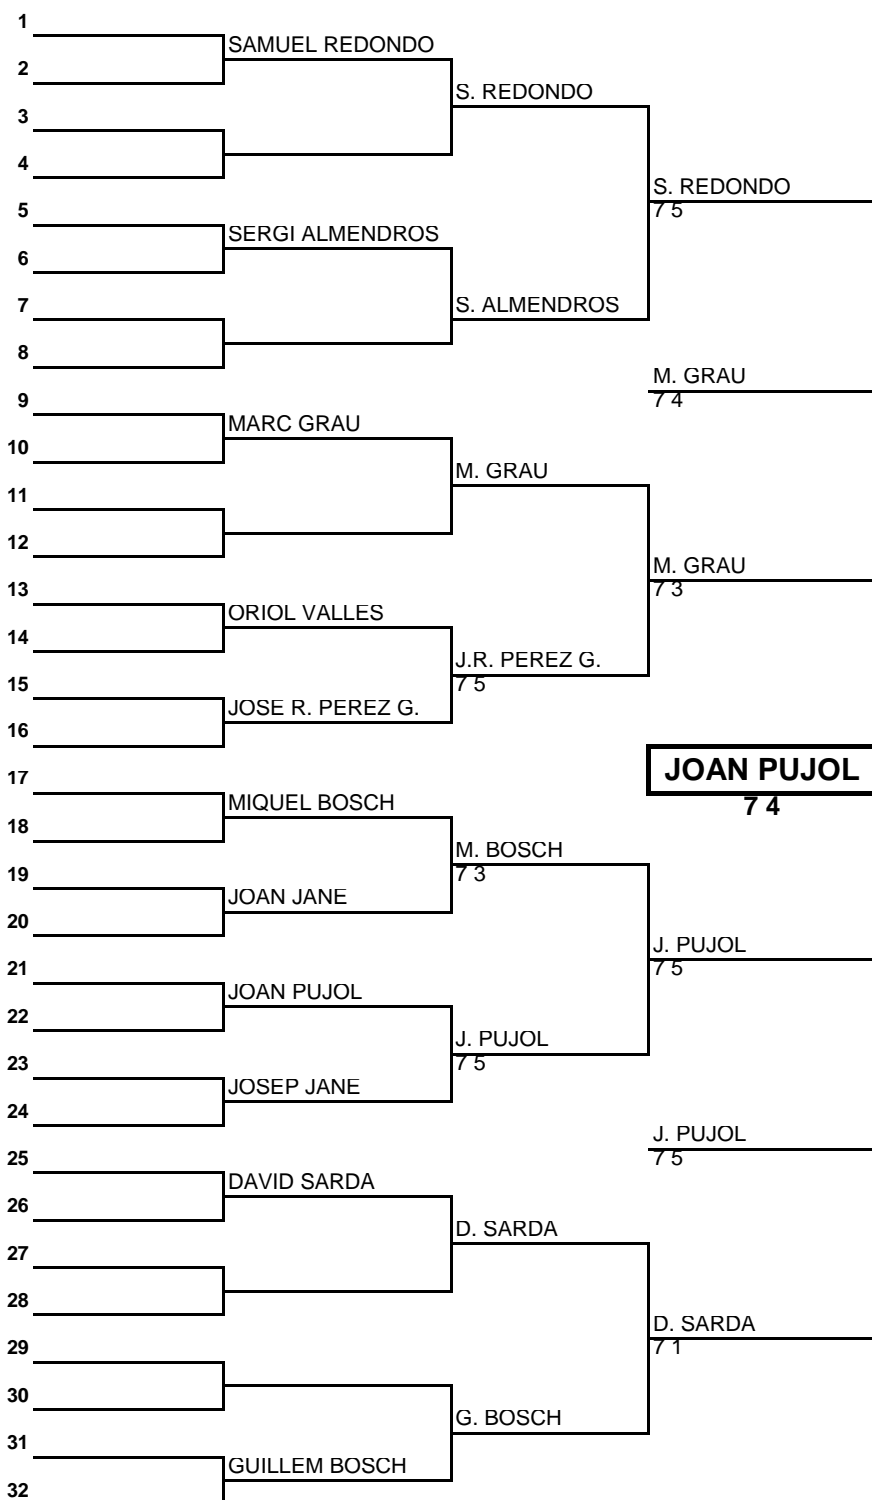 1
SAMUEL REDONDO
2
S. REDONDO
3
4
S. REDONDO
7 5
5
SERGI ALMENDROS
6
7
S. ALMENDROS
8
M. GRAU
7 4
9
MARC GRAU
10
M. GRAU
11
12
M. GRAU
7 3
13
ORIOL VALLES
14
J.R. PEREZ G.
7 5
15
JOSE R. PEREZ G.
16
JOAN PUJOL
7 4
17
MIQUEL BOSCH
18
M. BOSCH
7 3
19
JOAN JANE
20
J. PUJOL
7 5
21
JOAN PUJOL
22
J. PUJOL
7 5
23
JOSEP JANE
24
J. PUJOL
7 5
25
DAVID SARDA
26
D. SARDA
27
28
D. SARDA
7 1
29
30
G. BOSCH
31
GUILLEM BOSCH
32